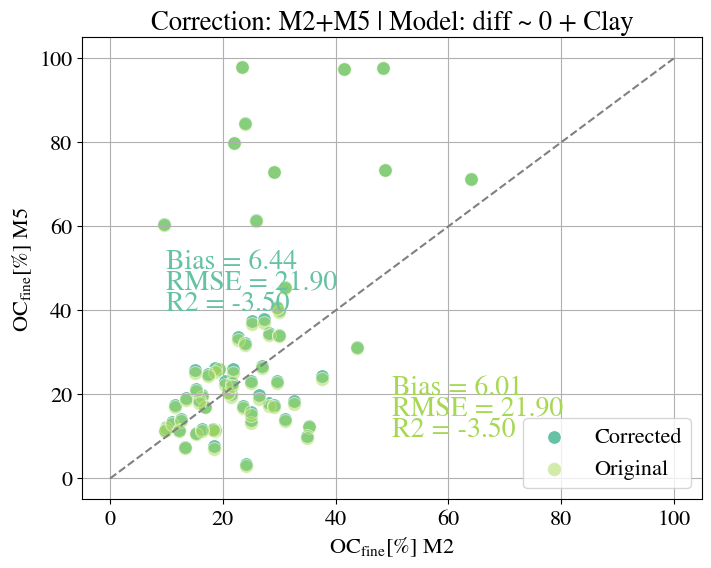 Correction: M2+M5 | Model: diff ~ 0 + Clay
100
80
60
40
20
0
OC_fine[%] M5
Bias = 6.44
RMSE = 21.90
R2 = -3.50
Bias = 6.01
RMSE = 21.90
R2 = -3.50
Corrected
Original
0 20 40 60 80 100
OC_fine[%] M2